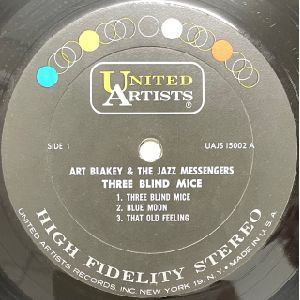 UNITED
ARTISTS®
SIDE 1
UAJS 15002 A
ART BLAKEY & THE JAZZ MESSENGERS
THREE BLIND MICE
1. THREE BLIND MICE
2. BLUE MOON
3. THAT OLD FEELING
HIGH FIDELITY STEREO
UNITED ARTISTS RECORDS, INC. NEW YORK 19, N.Y. MADE IN U.S.A.